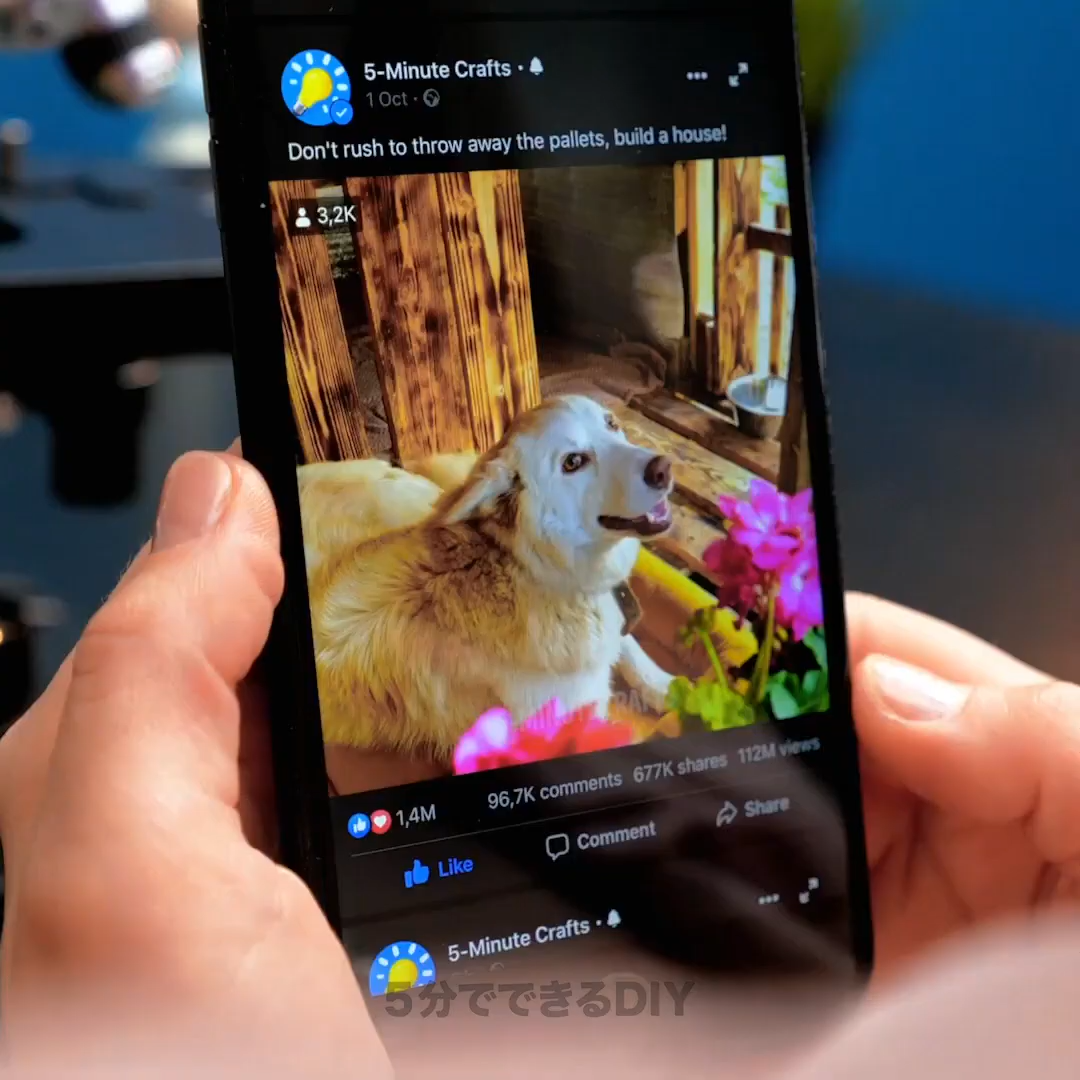 5-Minute Crafts ·
1 Oct ·
Don't rush to throw away the pallets, build a house!
3,2K
1,4M
96,7K comments 677K shares 112M views
Like
Comment
Share
5-Minute Crafts ·
5分でできるDIY